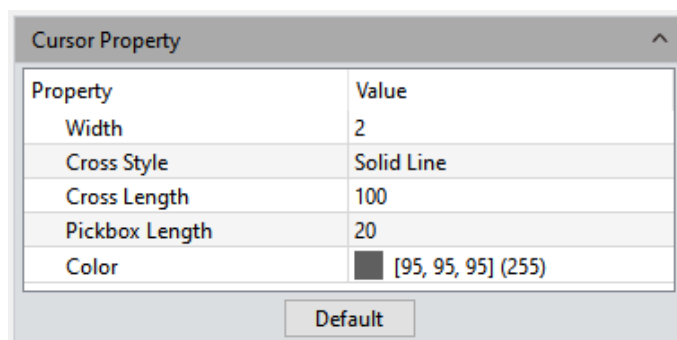 Cursor Property
Property Value
Width 2
Cross Style Solid Line
Cross Length 100
Pickbox Length 20
Color [95, 95, 95] (255)
Default